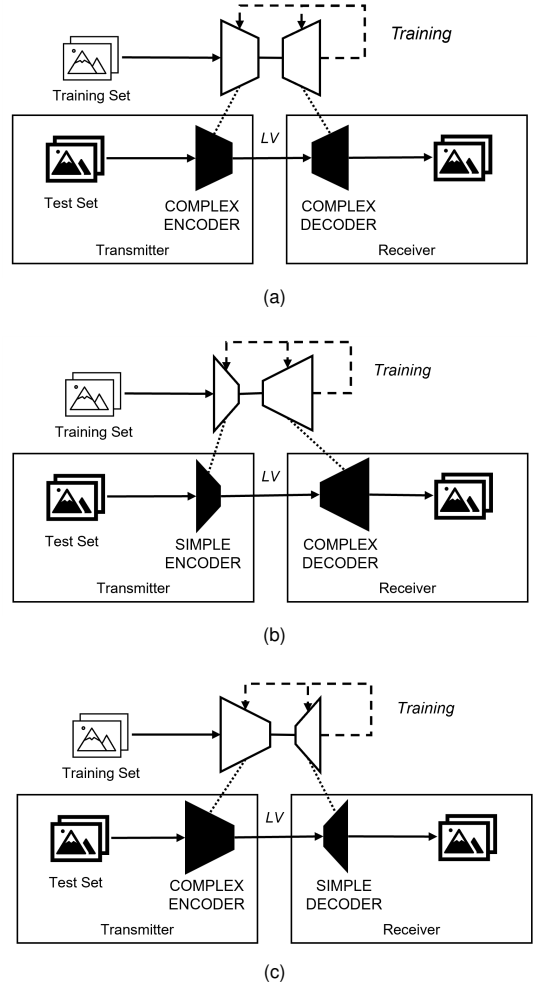 Training
Training Set
LV
Test Set
COMPLEX
ENCODER
COMPLEX
DECODER
Transmitter
Receiver
(a)
Training
Training Set
LV
Test Set
SIMPLE
ENCODER
COMPLEX
DECODER
Transmitter
Receiver
(b)
Training
Training Set
LV
Test Set
COMPLEX
ENCODER
SIMPLE
DECODER
Transmitter
Receiver
(c)